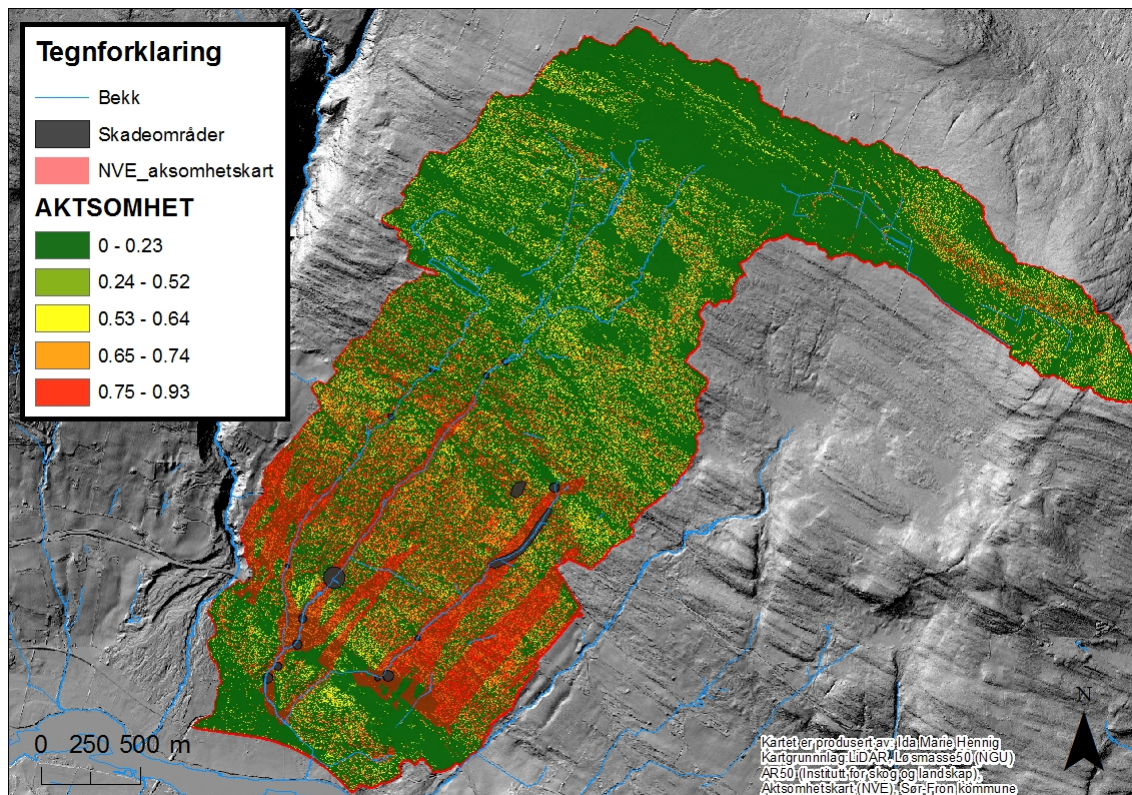 Tegnforklaring
Bekk
Skadeområder
NVE_aksomhetskart
AKTSOMHET
0 - 0.23
0.24 - 0.52
0.53 - 0.64
0.65 - 0.74
0.75 - 0.93
N
0 250 500 m
Kartet er produsert av: Ida Marie Hennig
Kartgrunnnlag:LiDAR, Løsmasse50 (NGU)
AR50 (Institutt for skog og landskap),
Aktsomhetskart (NVE), Sør-Fron kommune